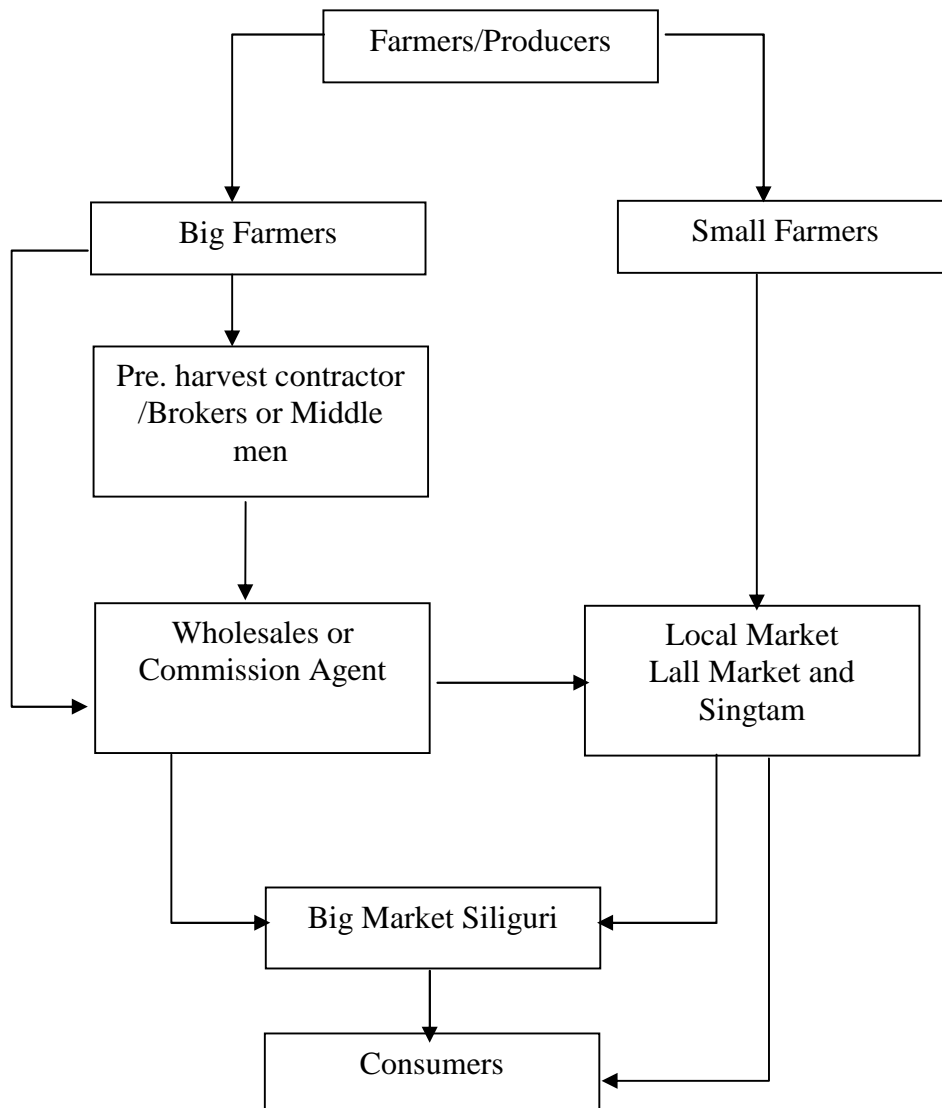 Farmers/Producers
Big Farmers
Small Farmers
Pre. harvest contractor
/Brokers or Middle
men
Wholesales or
Commission Agent
Local Market
Lall Market and
Singtam
Big Market Siliguri
Consumers